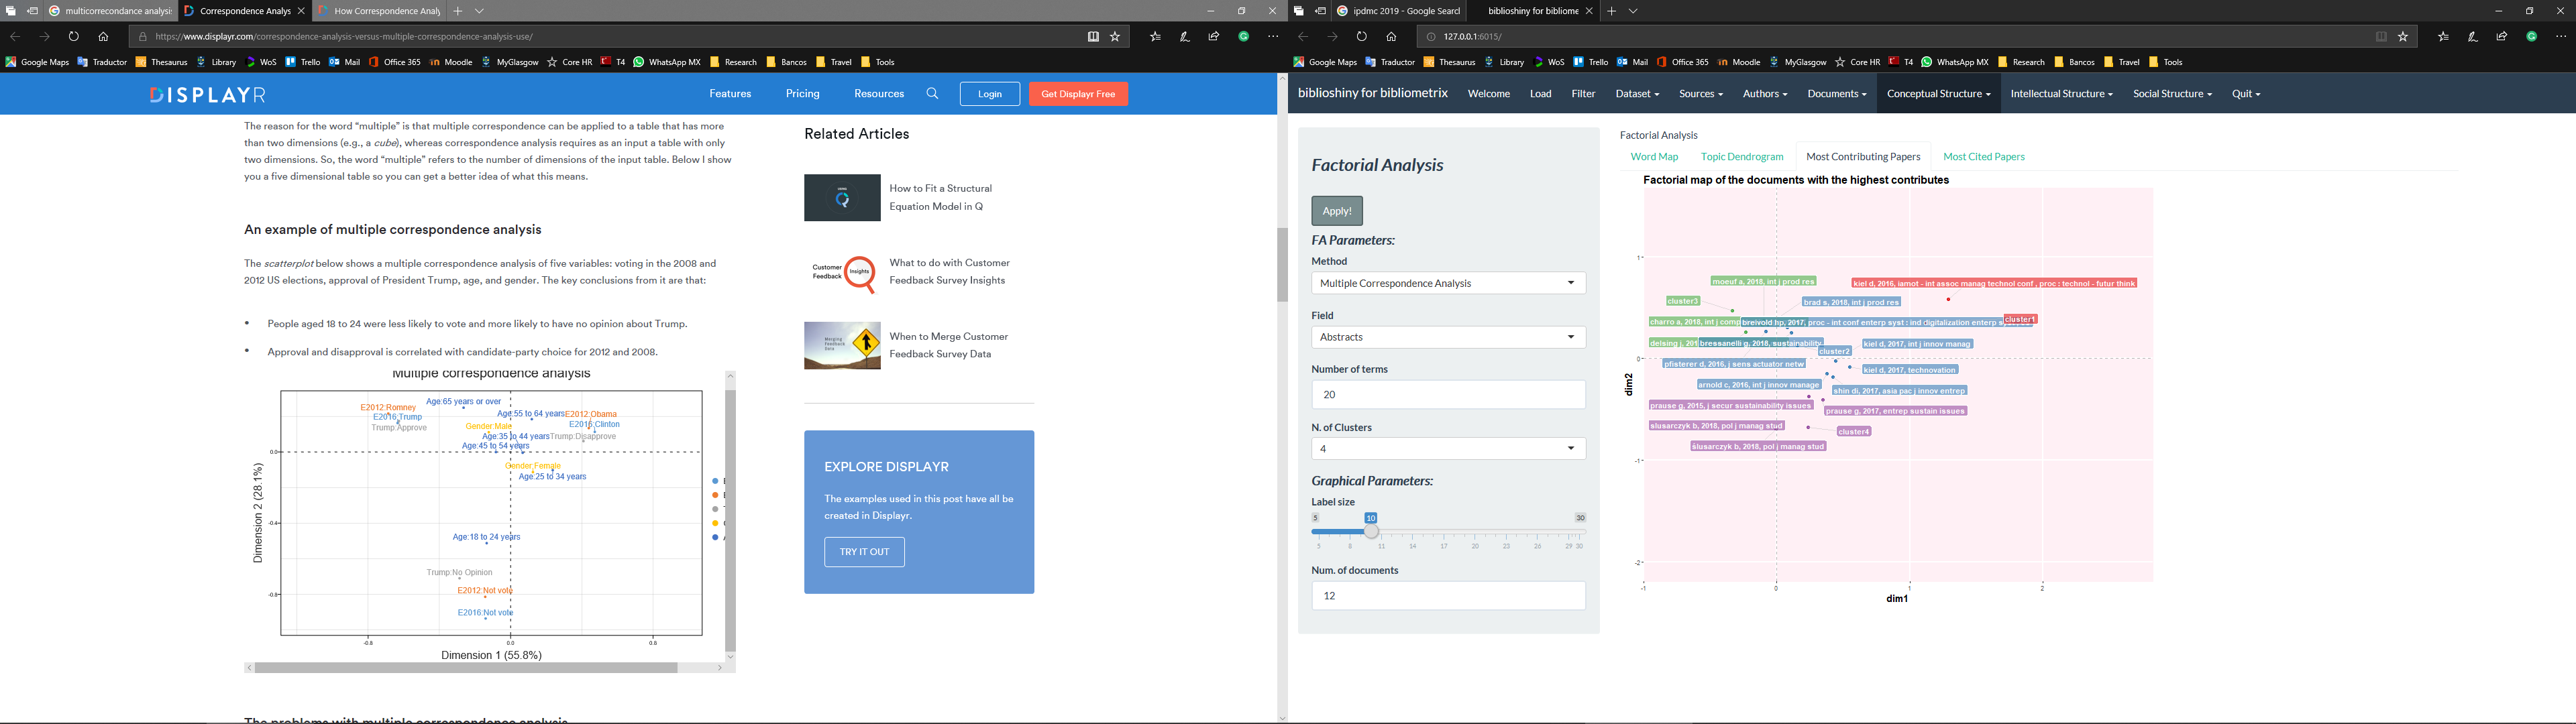 multicorrecondance analysis
Correspondence Analys
How Correspondence Analy
https://www.displayr.com/correspondence-analysis-versus-multiple-correspondence-analysis-use/
Google Maps Traductor Thesaurus Library WoS Trello Mail Office 365 Moodle MyGlasgow Core HR T4 WhatsApp MX Research Bancos Travel Tools
DISPLAYR
Features Pricing Resources Login Get Displayr Free
The reason for the word “multiple” is that multiple correspondence can be applied to a table that has more
than two dimensions (e.g., a cube), whereas correspondence analysis requires as an input a table with only
two dimensions. So, the word “multiple” refers to the number of dimensions of the input table. Below I show
you a five dimensional table so you can get a better idea of what this means.
An example of multiple correspondence analysis
The scatterplot below shows a multiple correspondence analysis of five variables: voting in the 2008 and
2012 US elections, approval of President Trump, age, and gender. The key conclusions from it are that:
• People aged 18 to 24 were less likely to vote and more likely to have no opinion about Trump.
• Approval and disapproval is correlated with candidate-party choice for 2012 and 2008.
Multiple correspondence analysis
Age:65 years or over
E2012:Romney
E2016:Trump
Trump:Approve
Age:55 to 64 years
E2012:Obama
E2016:Clinton
Gender:Male
Age:35 to 44 years
Trump:Disapprove
Age:45 to 54 years
Gender:Female
Age:25 to 34 years
Age:18 to 24 years
Trump:No Opinion
E2012:Not vote
E2016:Not vote
0.0
-0.4
-0.8
Dimension 2 (28.1%)
-0.8 0.0 0.8
Dimension 1 (55.8%)
The problems with multiple correspondence analysis
Related Articles
How to Fit a Structural
Equation Model in Q
Customer
Feedback
Insights
What to do with Customer
Feedback Survey Insights
When to Merge Customer
Feedback Survey Data
EXPLORE DISPLAYR
The examples used in this post have all be
created in Displayr.
TRY IT OUT
ipdmc 2019 - Google Search
biblioshiny for bibliome
127.0.0.1:6015/
Google Maps Traductor Thesaurus Library WoS Trello Mail Office 365 Moodle MyGlasgow Core HR T4 WhatsApp MX Research Bancos Travel Tools
biblioshiny for bibliometrix Welcome Load Filter Dataset Sources Authors Documents Conceptual Structure Intellectual Structure Social Structure Quit
Factorial Analysis
Apply!
FA Parameters:
Method
Multiple Correspondence Analysis
Field
Abstracts
Number of terms
20
N. of Clusters
4
Graphical Parameters:
Label size
5 10 30
5 8 11 14 17 20 23 26 29 30
Num. of documents
12
Factorial Analysis
Word Map Topic Dendrogram Most Contributing Papers Most Cited Papers
Factorial map of the documents with the highest contributes
moeuf a, 2018, int j prod res
kiel d, 2016, iamot - int assoc manag technol conf , proc : technol - futur think
cluster3
brad s, 2018, int j prod res
charro a, 2018, int j comp
breivold hp, 2017, proc - int conf enterp syst : ind digitalization enterp
cluster1
delsing j, 201
bressanelli g, 2018, sustainability
kiel d, 2017, int j innov manag
cluster2
pfisterer d, 2016, j sens actuator netw
kiel d, 2017, technovation
arnold c, 2016, int j innov manage
shin di, 2017, asia pac j innov entrep
prause g, 2015, j secur sustainability issues
prause g, 2017, entrep sustain issues
slusarczyk b, 2018, pol j manag stud
cluster4
ślusarczyk b, 2018, pol j manag stud
1
0
-1
-2
dim2
-1 0 1 2
dim1